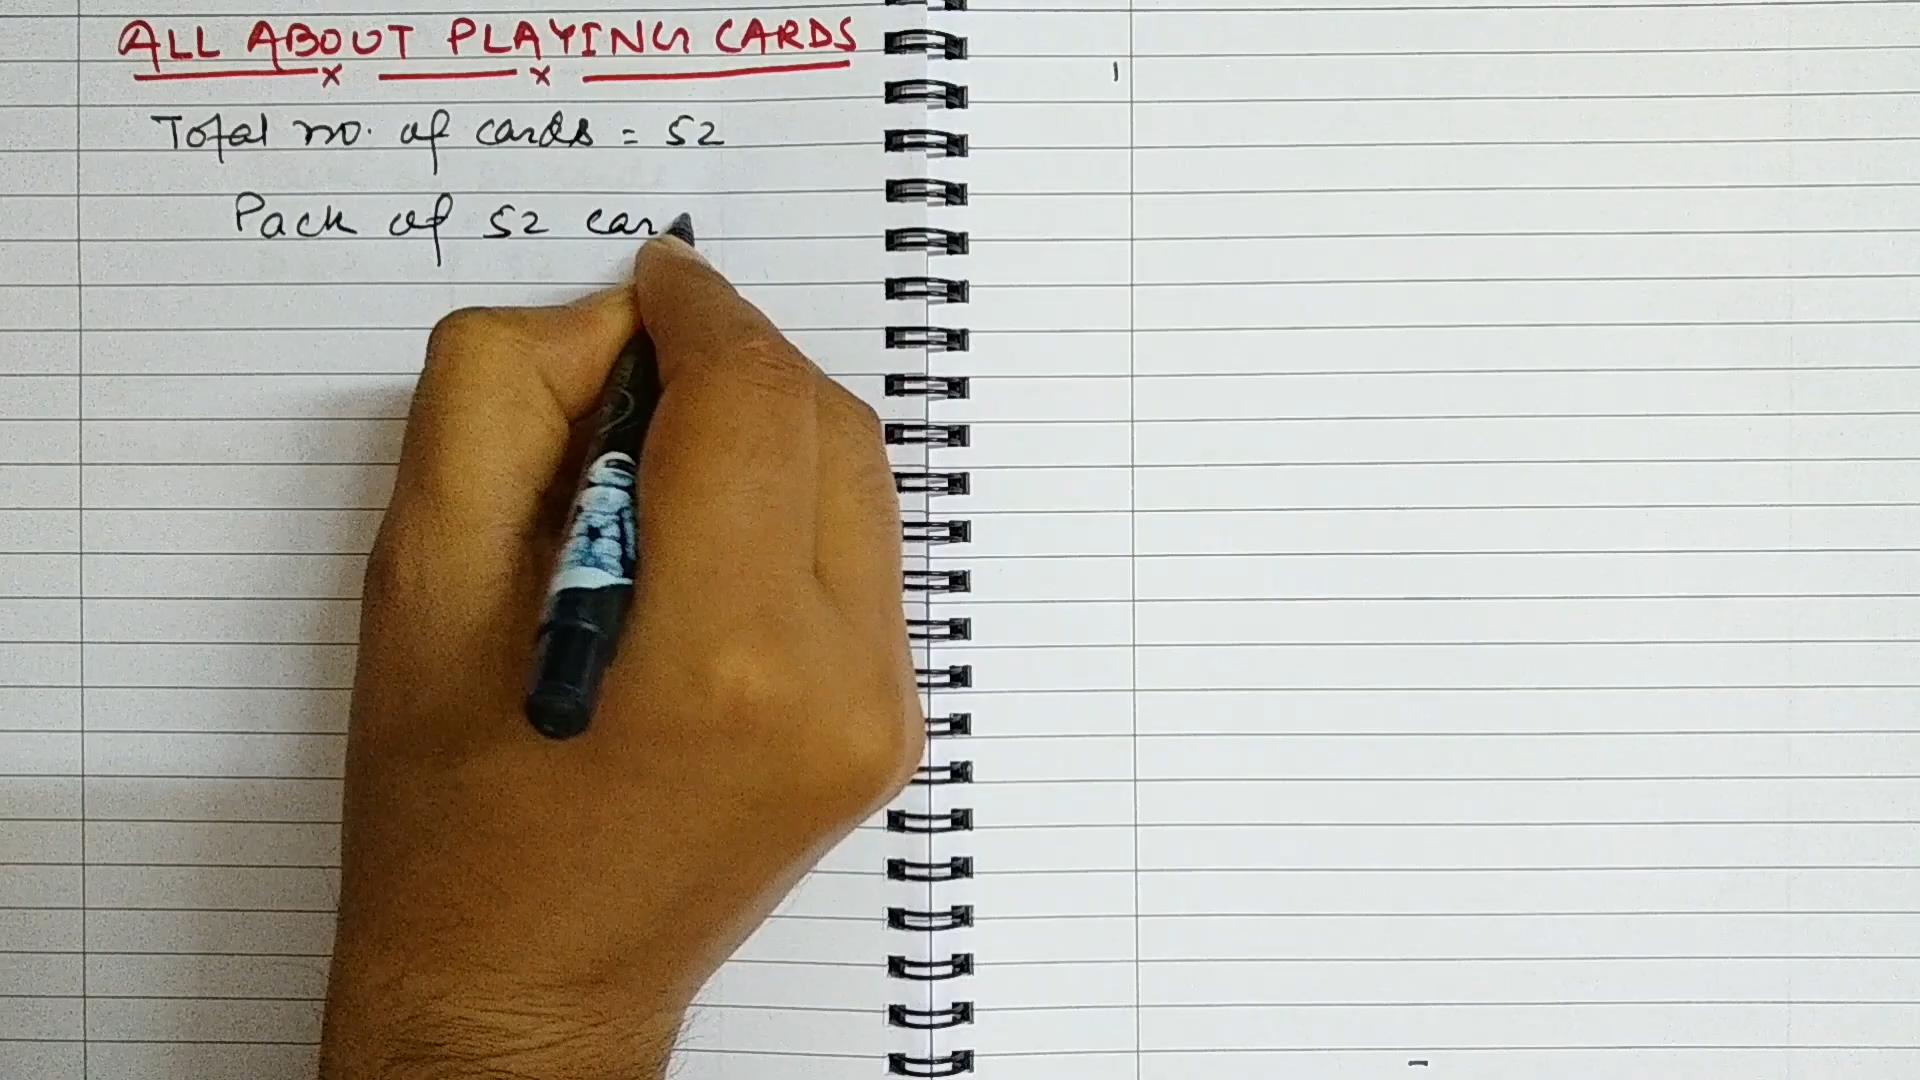 ALL ABOUT PLAYING CARDS
Total no. of cards = 52
Pack of 52 car